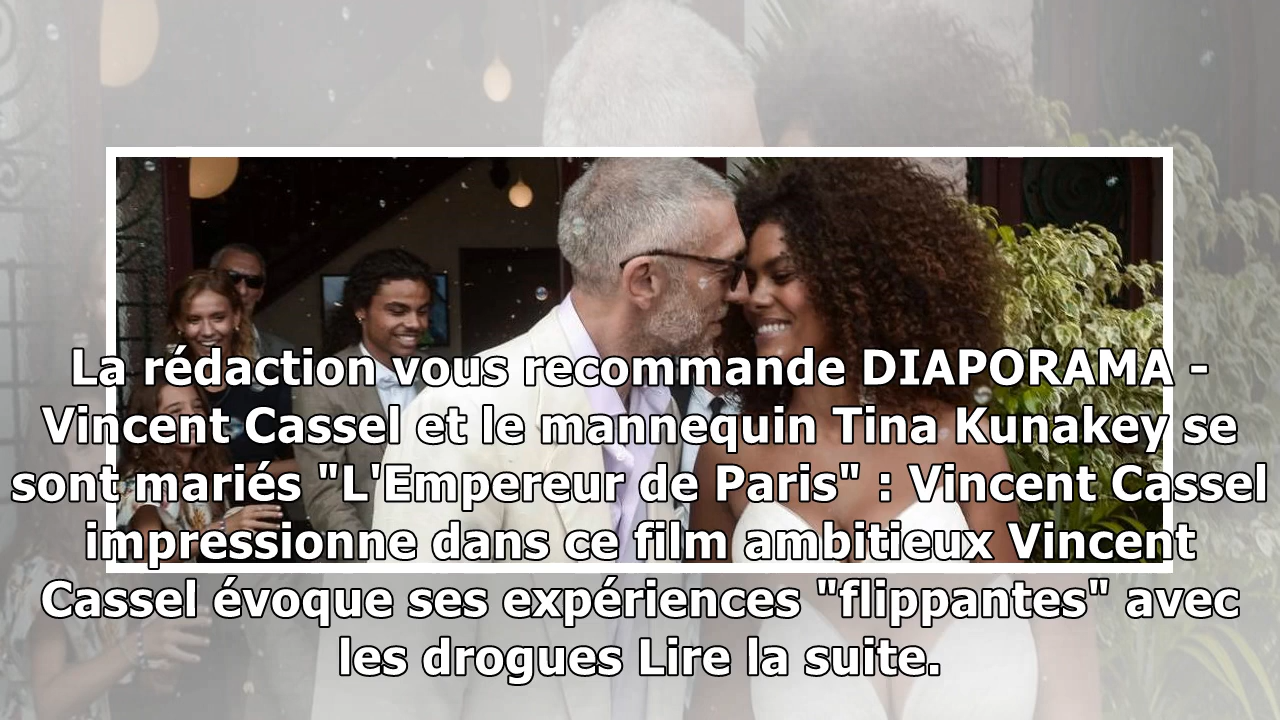 La rédaction vous recommande DIAPORAMA -
Vincent Cassel et le mannequin Tina Kunakey se
sont mariés "L'Empereur de Paris" : Vincent Cassel
impressionne dans ce film ambitieux Vincent
Cassel évoque ses expériences "flippantes" avec
les drogues Lire la suite.